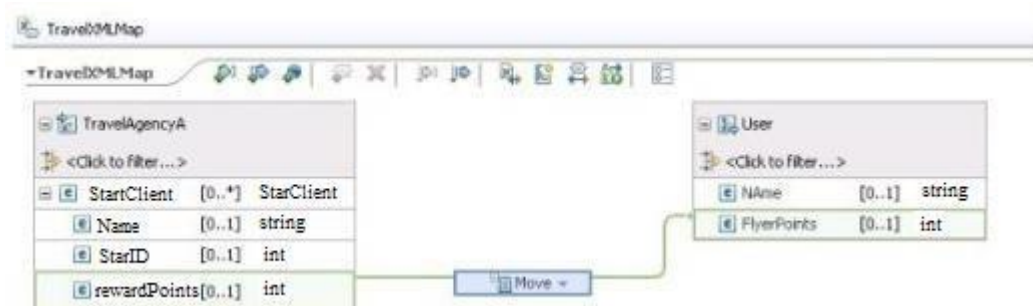 TravelXMLMap
TravelXMLMap
TravelAgencyA
<Click to filter...>
StartClient [0..*] StarClient
Name [0..1] string
StarID [0..1] int
rewardPoints[0..1] int
Move
User
<Click to filter...>
NAme [0..1] string
FlyerPoints [0..1] int